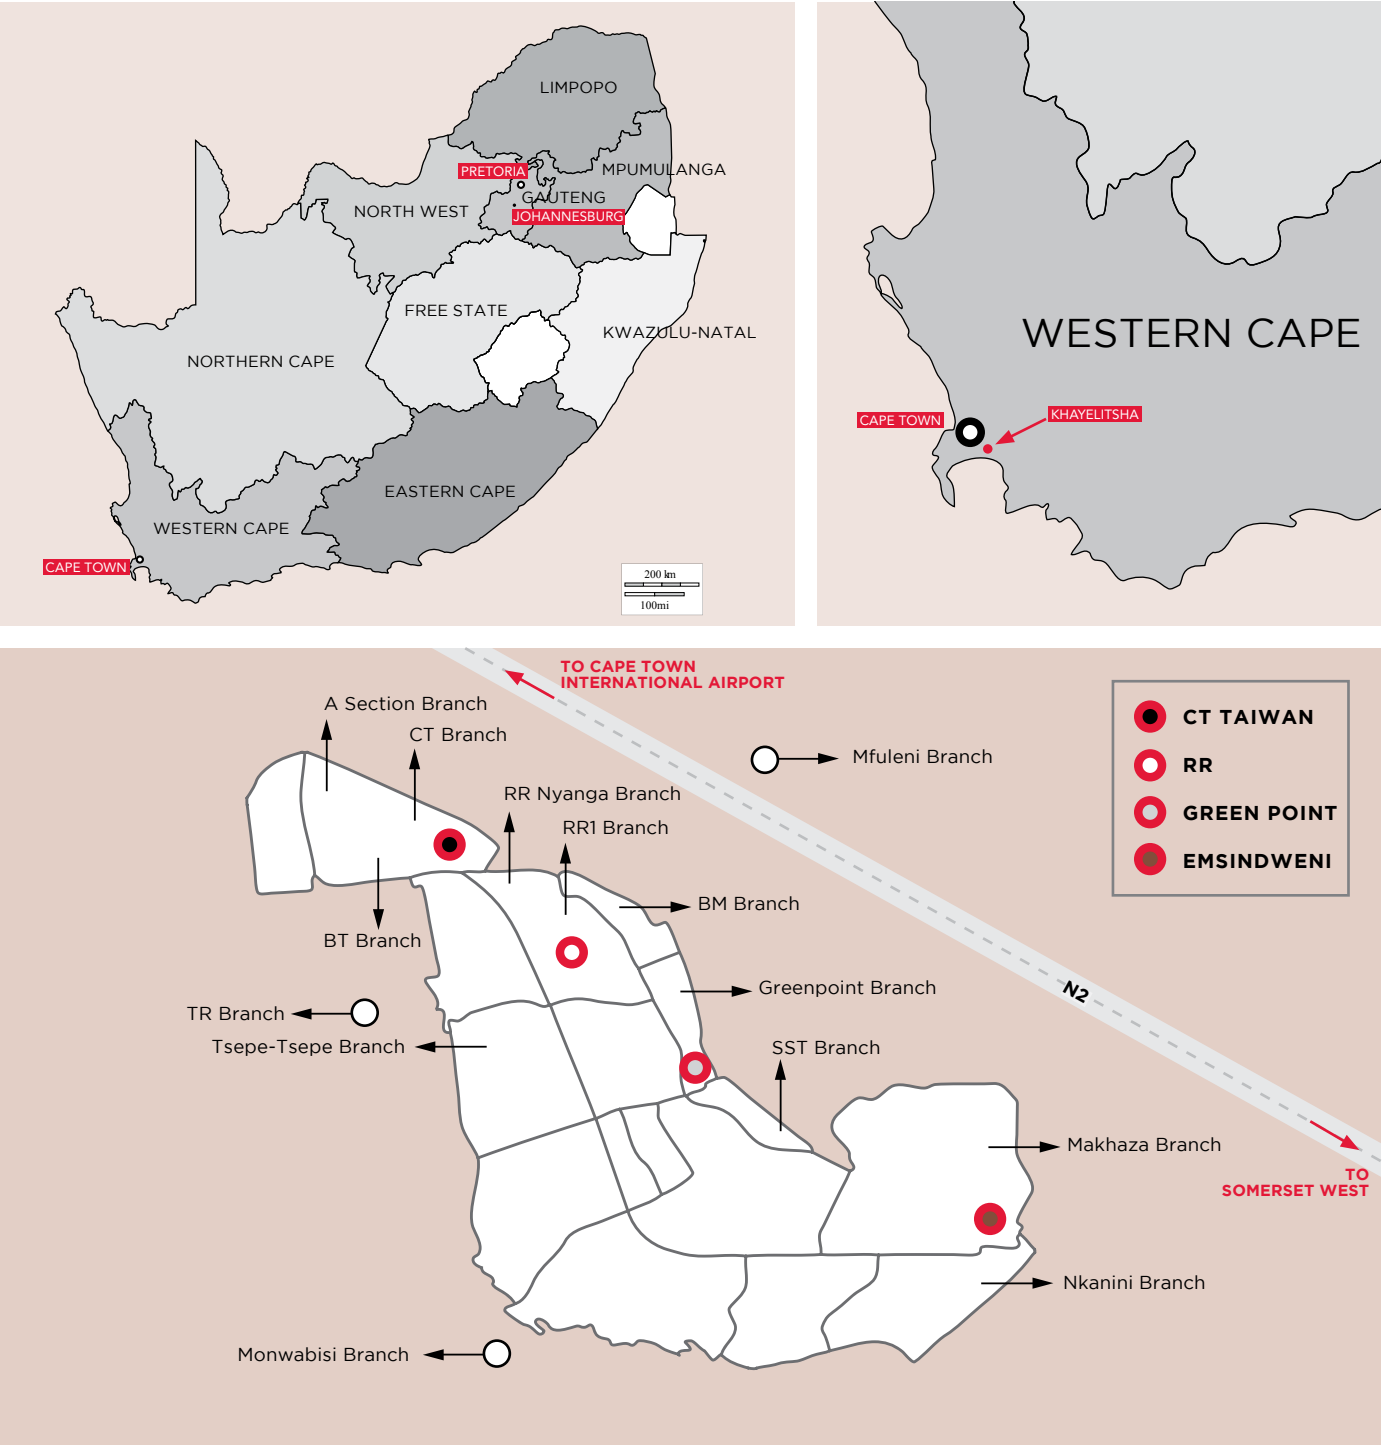 LIMPOPO
PRETORIA
MPUMULANGA
GAUTENG
NORTH WEST
JOHANNESBURG
FREE STATE
KWAZULU-NATAL
NORTHERN CAPE
EASTERN CAPE
WESTERN CAPE
CAPE TOWN
200 km
100mi
WESTERN CAPE
KHAYELITSHA
CAPE TOWN
TO CAPE TOWN
INTERNATIONAL AIRPORT
A Section Branch
CT Branch
Mfuleni Branch
RR Nyanga Branch
RR1 Branch
BM Branch
BT Branch
Greenpoint Branch
N2
TR Branch
Tsepe-Tsepe Branch
SST Branch
Makhaza Branch
TO
SOMERSET WEST
Nkanini Branch
Monwabisi Branch
CT TAIWAN
RR
GREEN POINT
EMSINDWENI